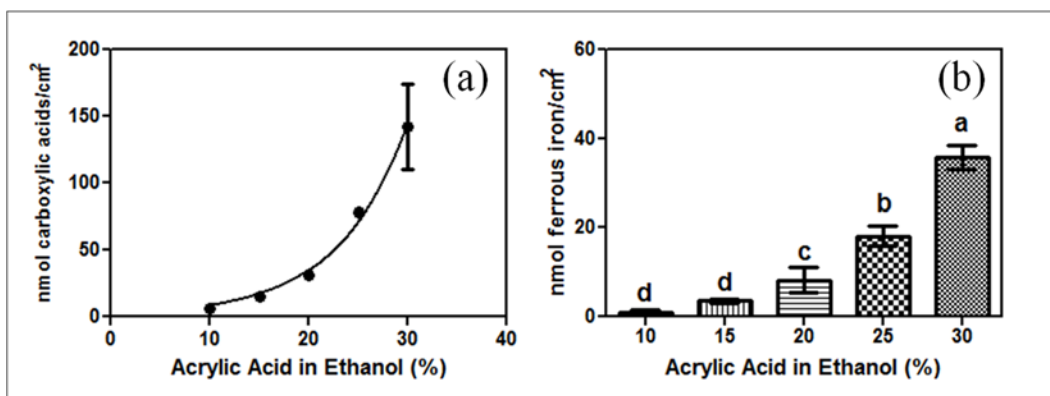 (a)
nmol carboxylic acids/cm²
200
150
100
50
0
0 10 20 30 40
Acrylic Acid in Ethanol (%)
(b)
nmol ferrous iron/cm²
60
40
20
0
d d c b a
10 15 20 25 30
Acrylic Acid in Ethanol (%)